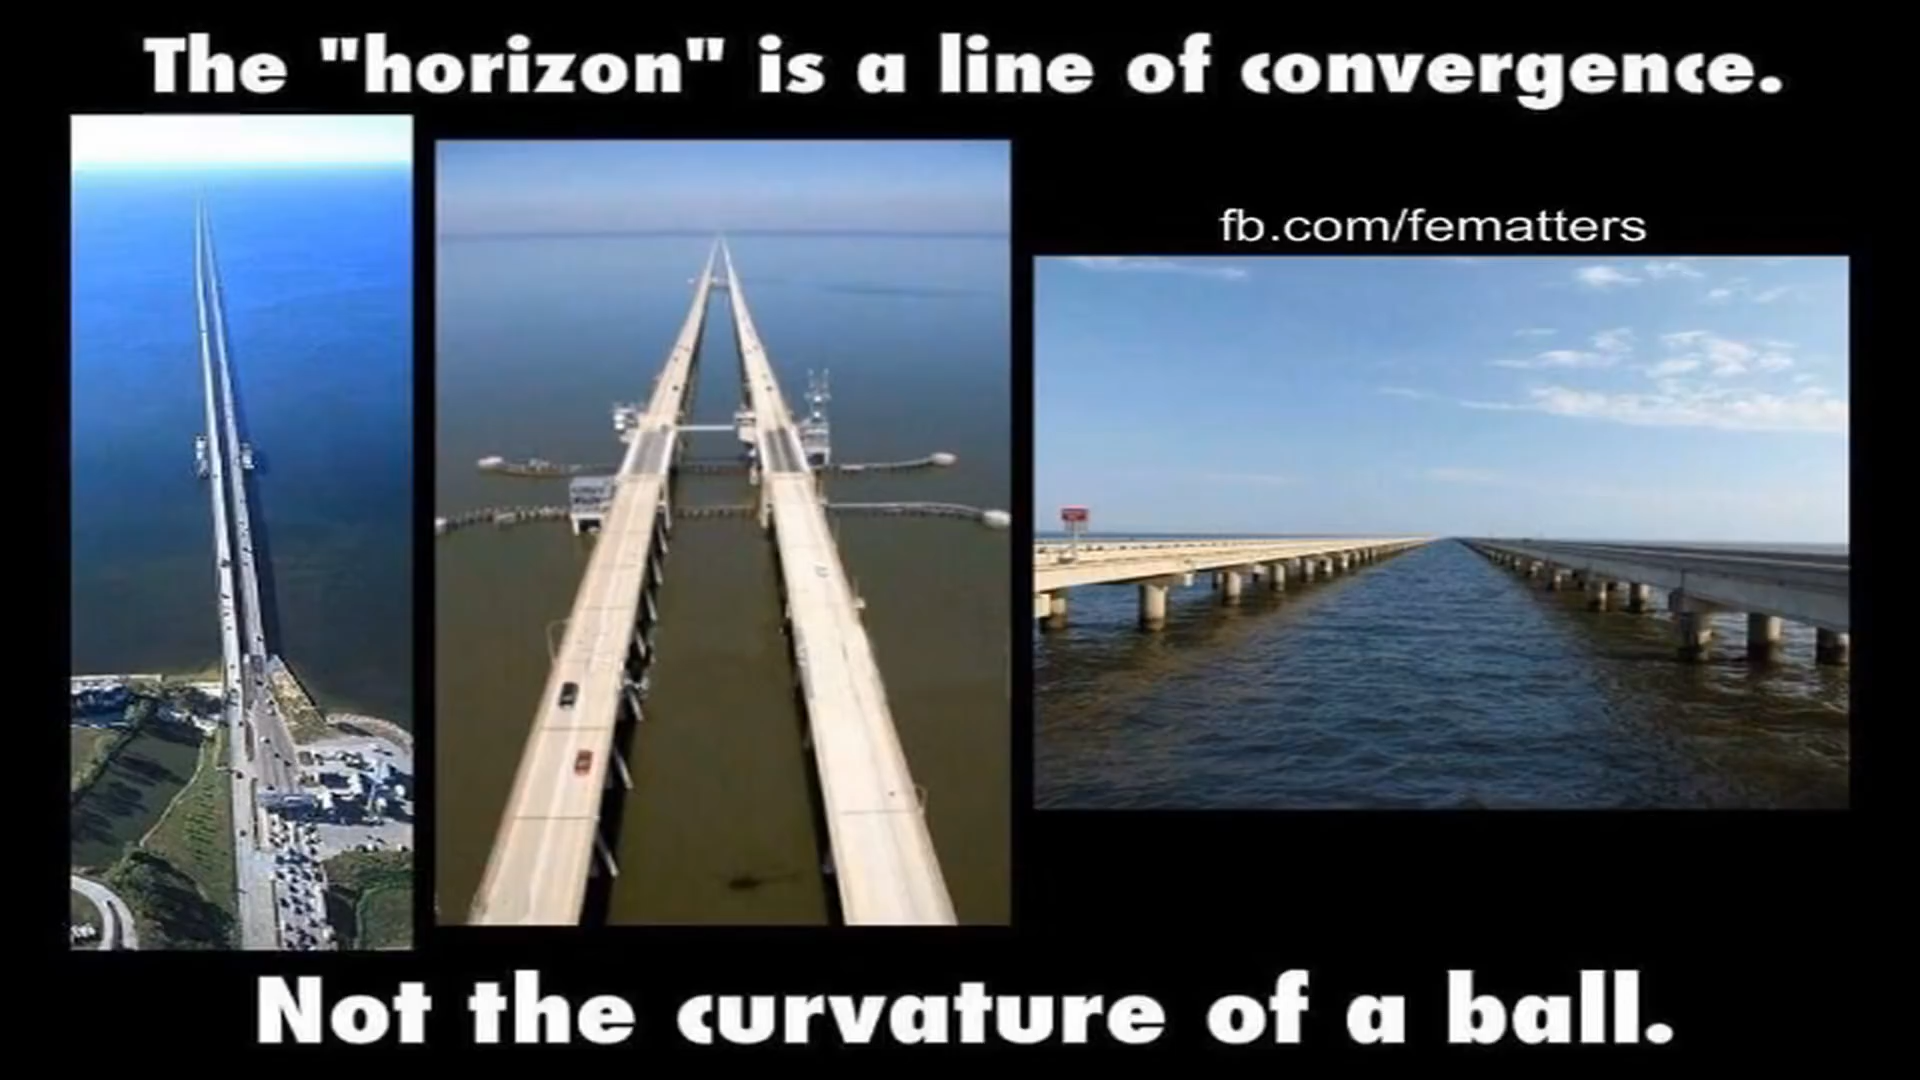 The "horizon" is a line of convergence.
fb.com/fematters
Not the curvature of a ball.